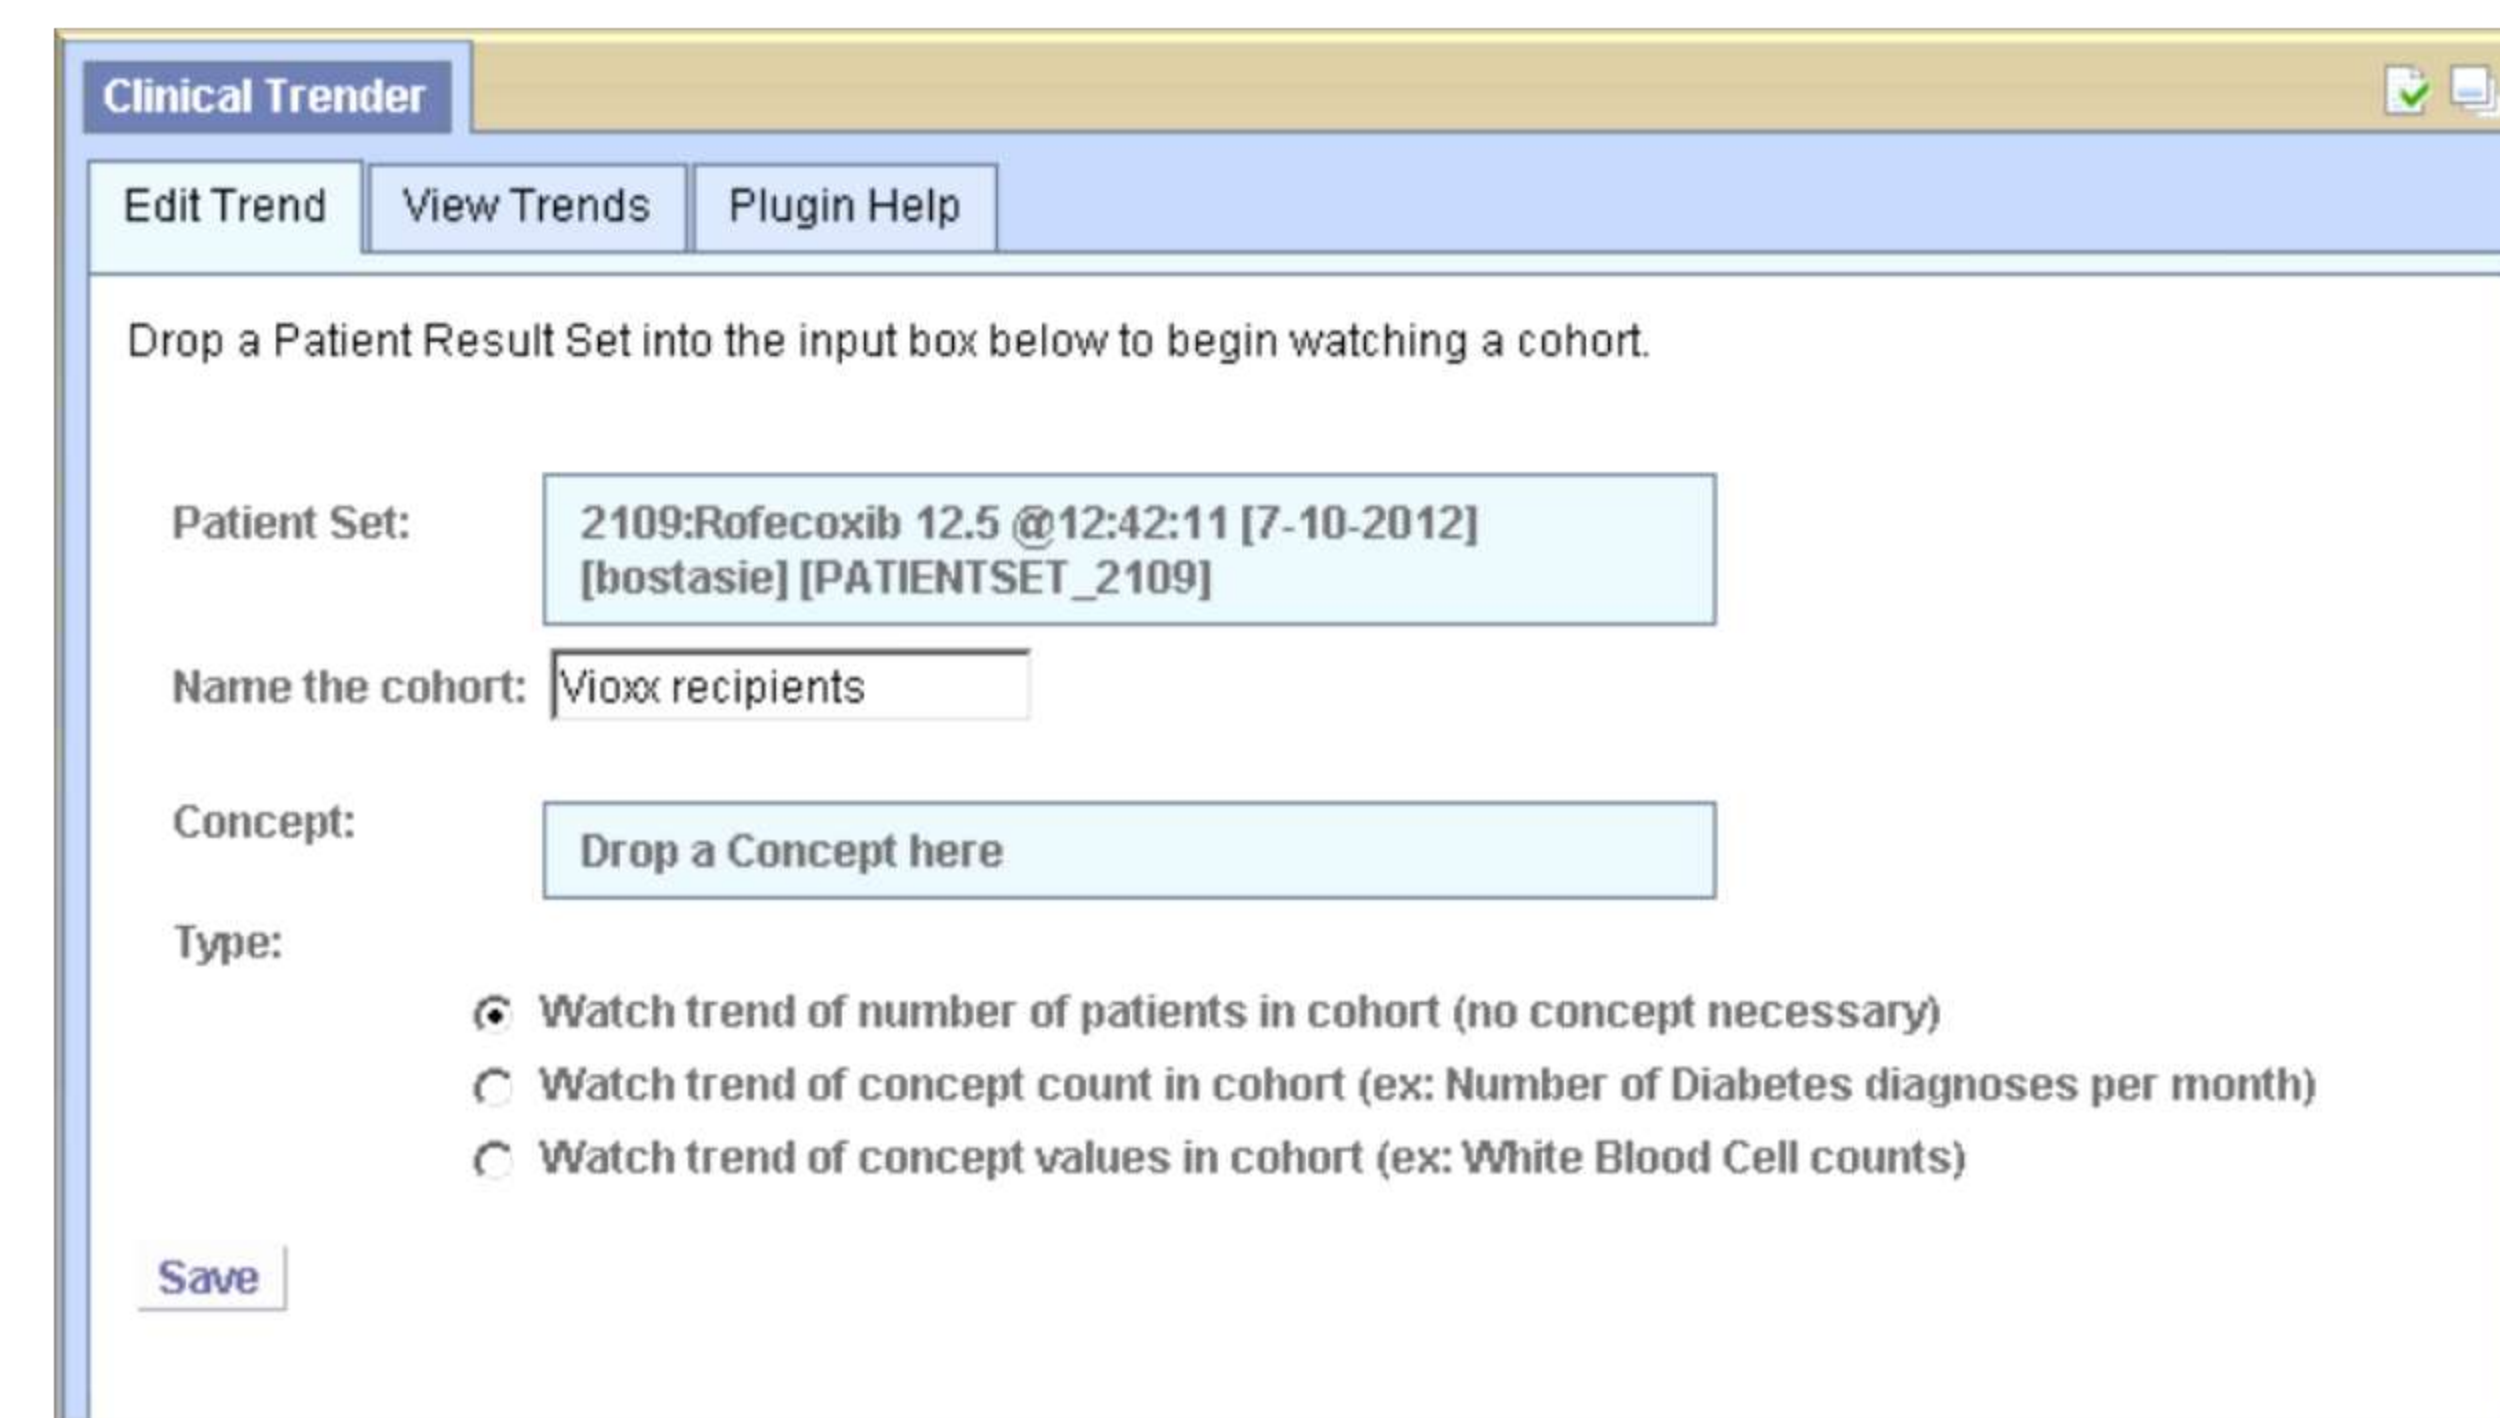 Clinical Trender
Edit Trend
View Trends
Plugin Help
Drop a Patient Result Set into the input box below to begin watching a cohort.
Patient Set:
2109:Rofecoxib 12.5 @12:42:11 [7-10-2012]
[bostasie] [PATIENTSET_2109]
Name the cohort:
Vioxx recipients
Concept:
Drop a Concept here
Type:
Watch trend of number of patients in cohort (no concept necessary)
Watch trend of concept count in cohort (ex: Number of Diabetes diagnoses per month)
Watch trend of concept values in cohort (ex: White Blood Cell counts)
Save